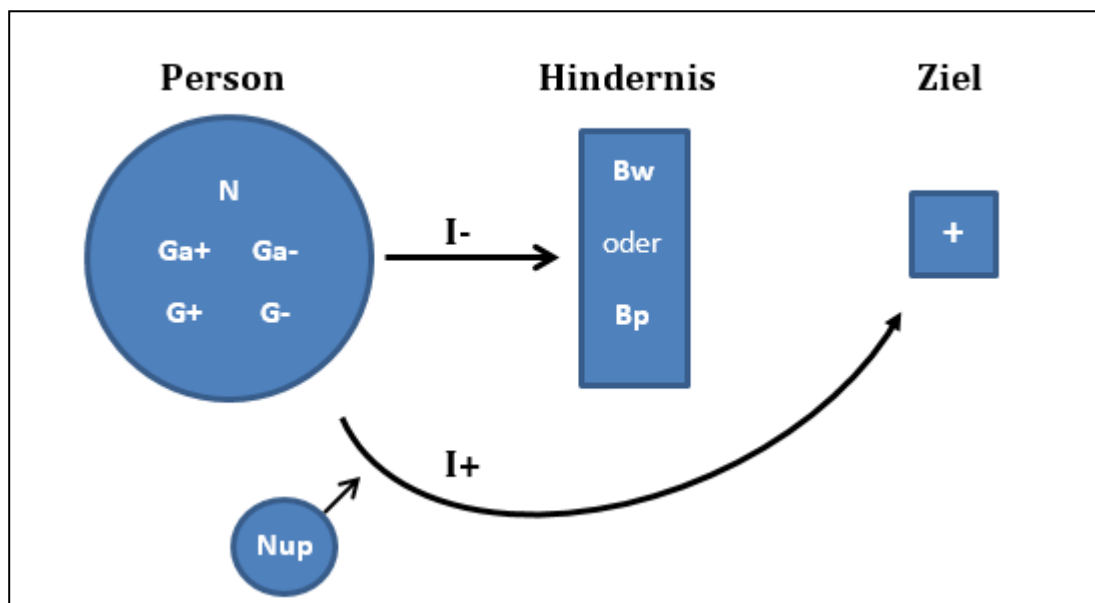 Person
Hindernis
Ziel
N
Ga+ Ga-
G+ G-
I-
Bw
oder
Bp
+
I+
Nup